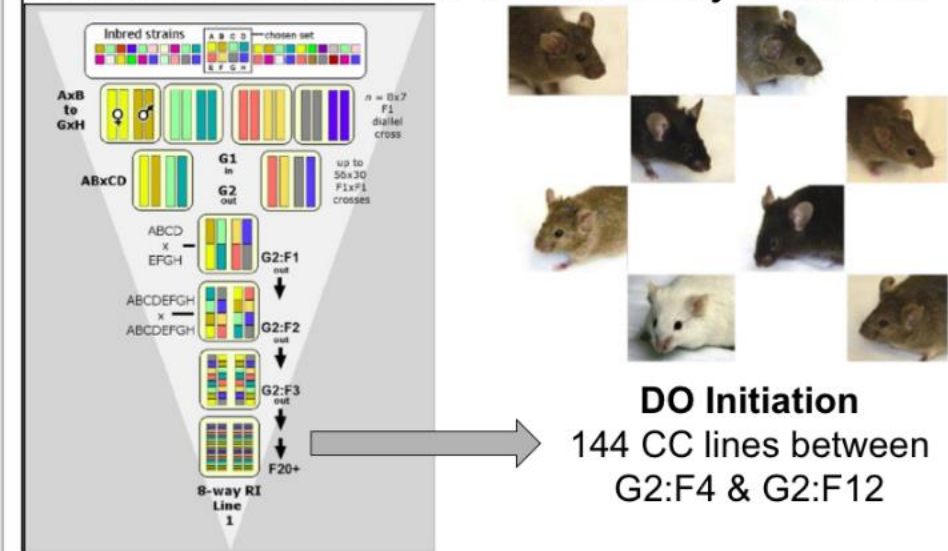 Inbred strains
A B C D
chosen set
E F G H
AxB
to
GxH
♀ ♂
n = 8x7
F1
diallel
cross
ABxCD
G1
in
G2
out
up to
56x30
F1xF1
crosses
ABCD
x
EFGH
G2:F1
out
ABCDEFGH
x
ABCDEFGH
G2:F2
out
G2:F3
out
F20+
8-way RI
Line
1
DO Initiation
144 CC lines between
G2:F4 & G2:F12